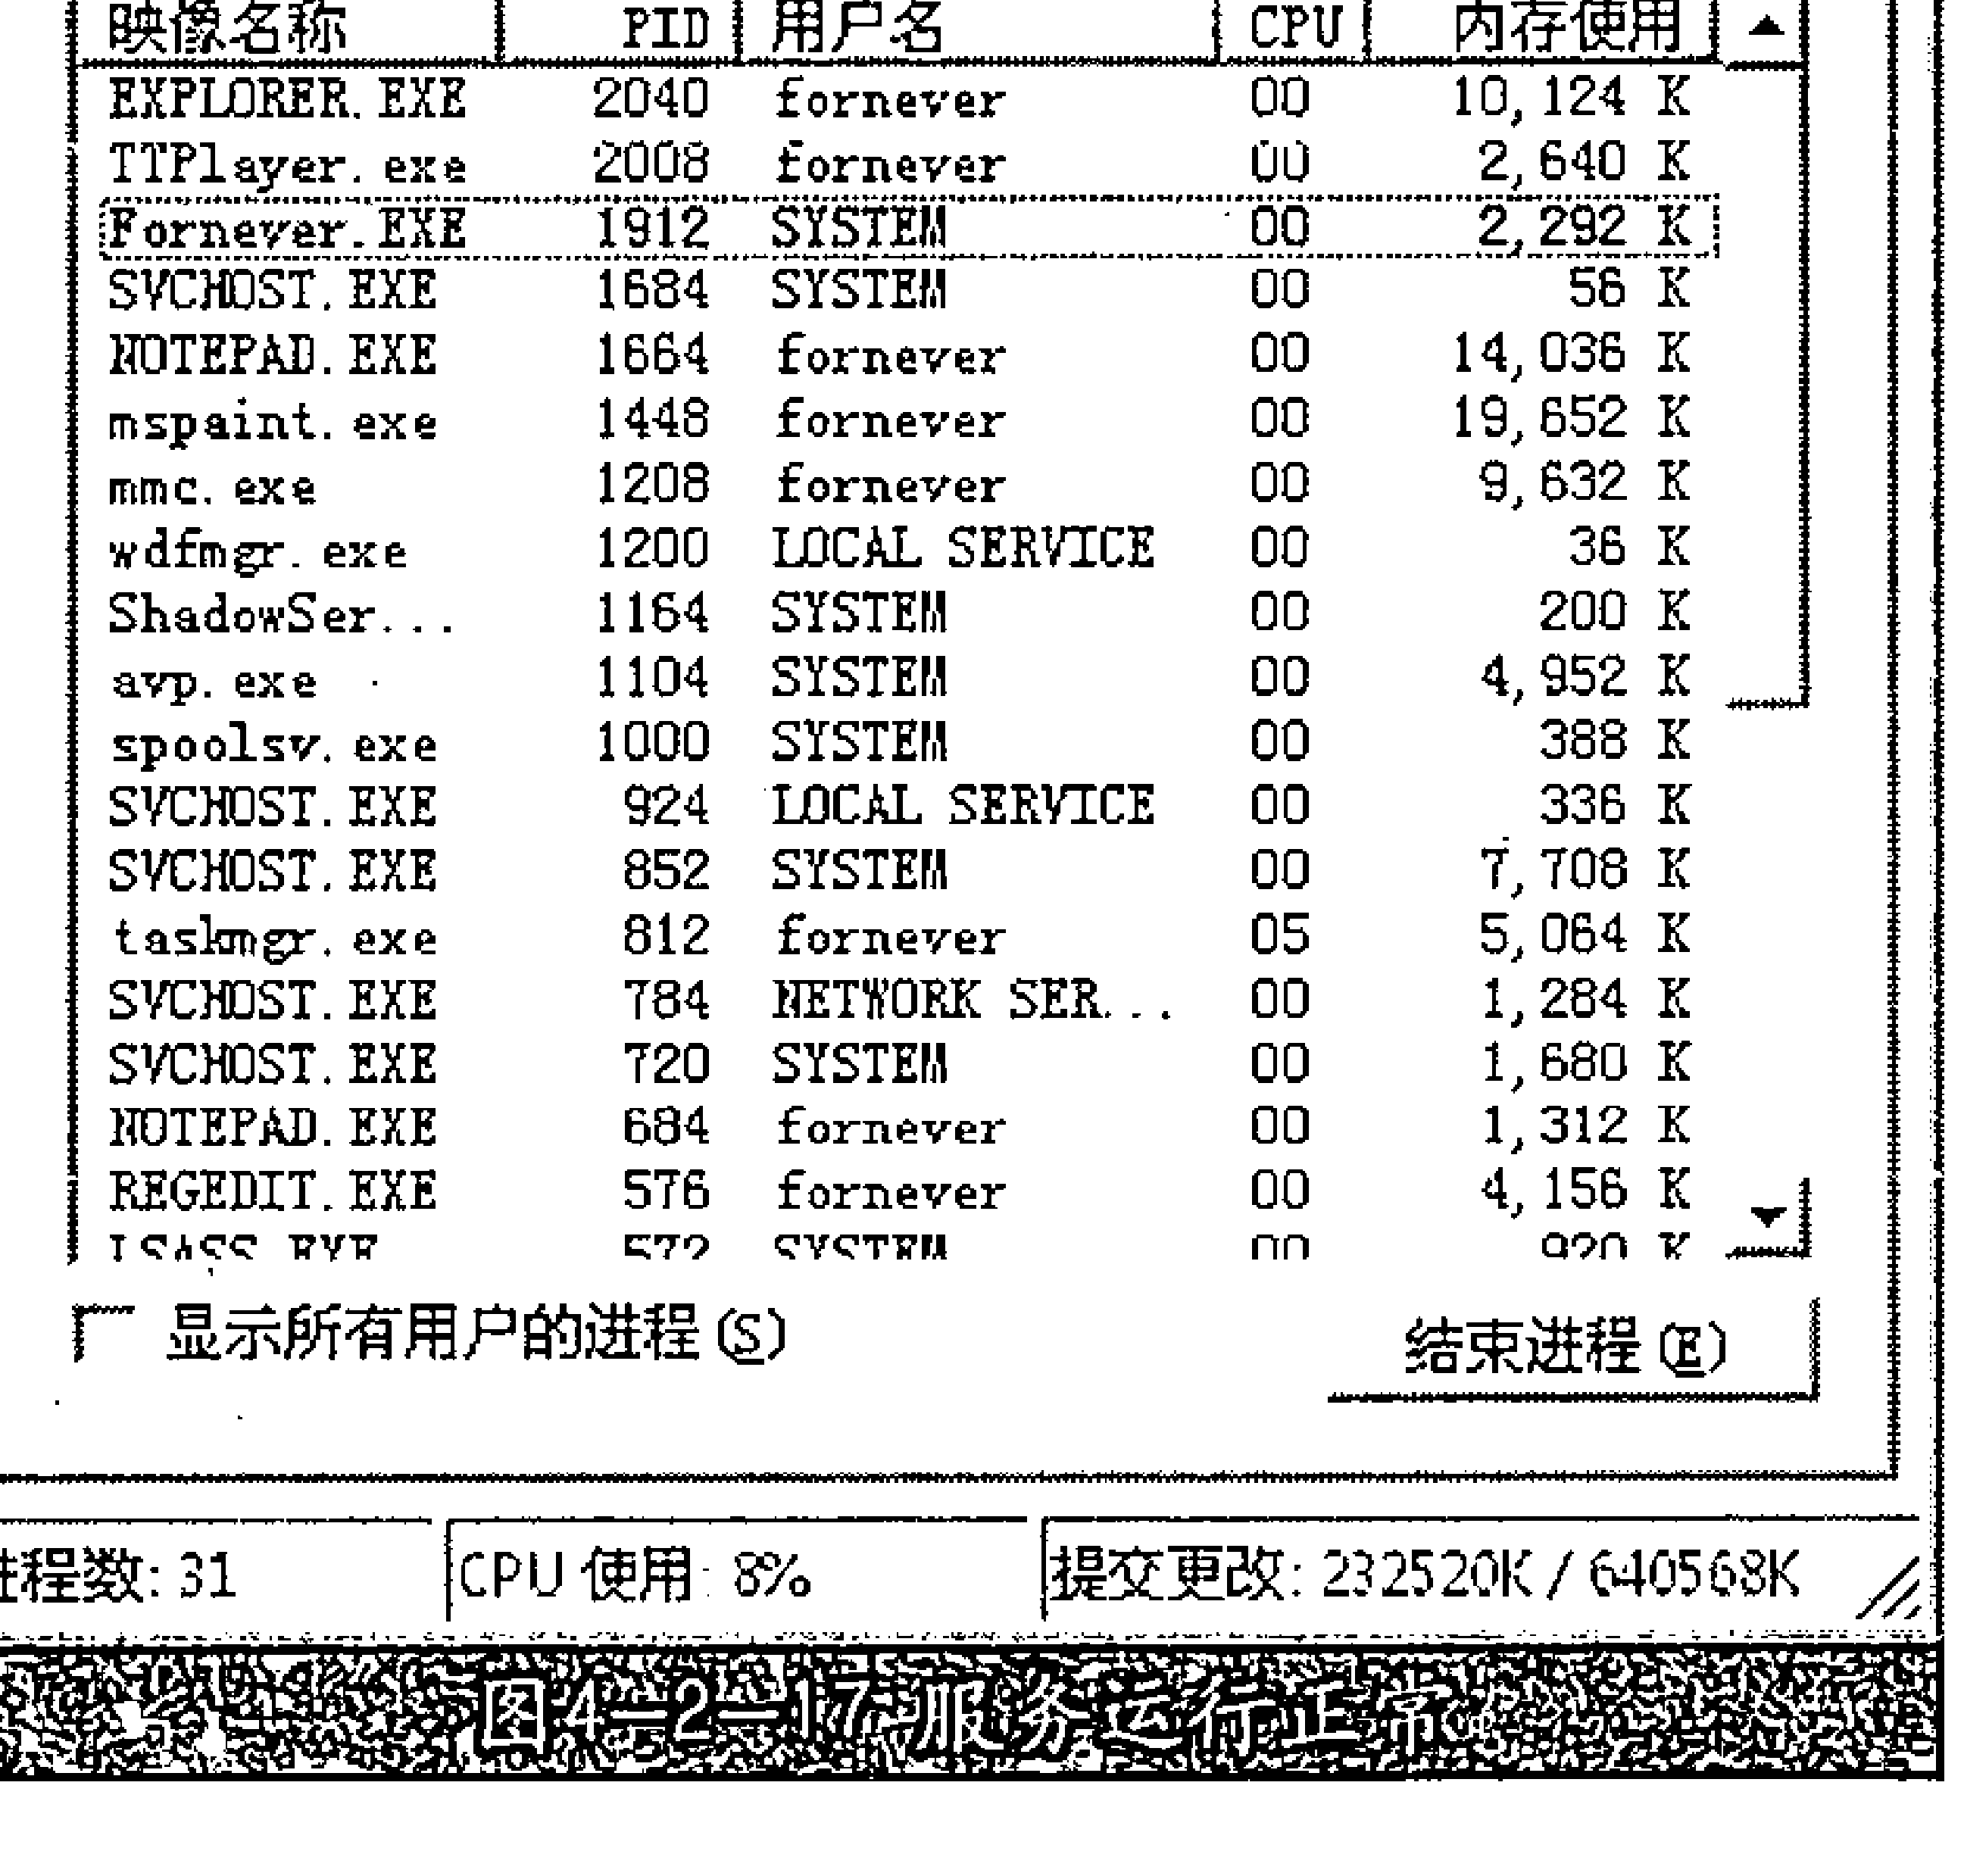 映像名称 PID 用户名 CPU 内存使用
EXPLORER.EXE 2040 fornever 00 10,124 K
TTPlayer.exe 2008 fornever 00 2,640 K
Fornever.EXE 1912 SYSTEM 00 2,292 K
SVCHOST.EXE 1684 SYSTEM 00 56 K
NOTEPAD.EXE 1664 fornever 00 14,036 K
mspaint.exe 1448 fornever 00 19,652 K
mmc.exe 1208 fornever 00 9,632 K
wdfmgr.exe 1200 LOCAL SERVICE 00 36 K
ShadowSer... 1164 SYSTEM 00 200 K
avp.exe 1104 SYSTEM 00 4,952 K
spoolsv.exe 1000 SYSTEM 00 388 K
SVCHOST.EXE 924 LOCAL SERVICE 00 336 K
SVCHOST.EXE 852 SYSTEM 00 7,708 K
taskmgr.exe 812 fornever 05 5,064 K
SVCHOST.EXE 784 NETWORK SER... 00 1,284 K
SVCHOST.EXE 720 SYSTEM 00 1,680 K
NOTEPAD.EXE 684 fornever 00 1,312 K
REGEDIT.EXE 576 fornever 00 4,156 K
LSASS.EXE 572 SYSTEM 00 920 K
显示所有用户的进程(S) 结束进程(E)
进程数: 31 CPU 使用: 8% 提交更改: 232520K / 640568K
图4-2-17 服务运行正常